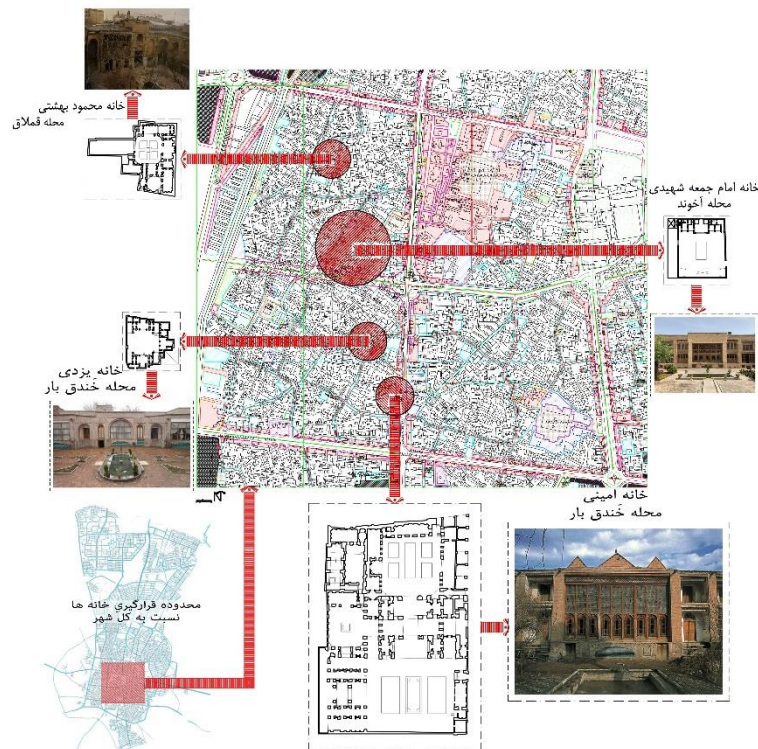 خانه محمود بهشتی
محله قملاق
خانه امام جمعه شهیدی
محله آخوند
خانه یزدی
محله خندق بار
خانه امینی
محله خندق بار
محدوده قرارگیری خانه ها
نسبت به کل شهر